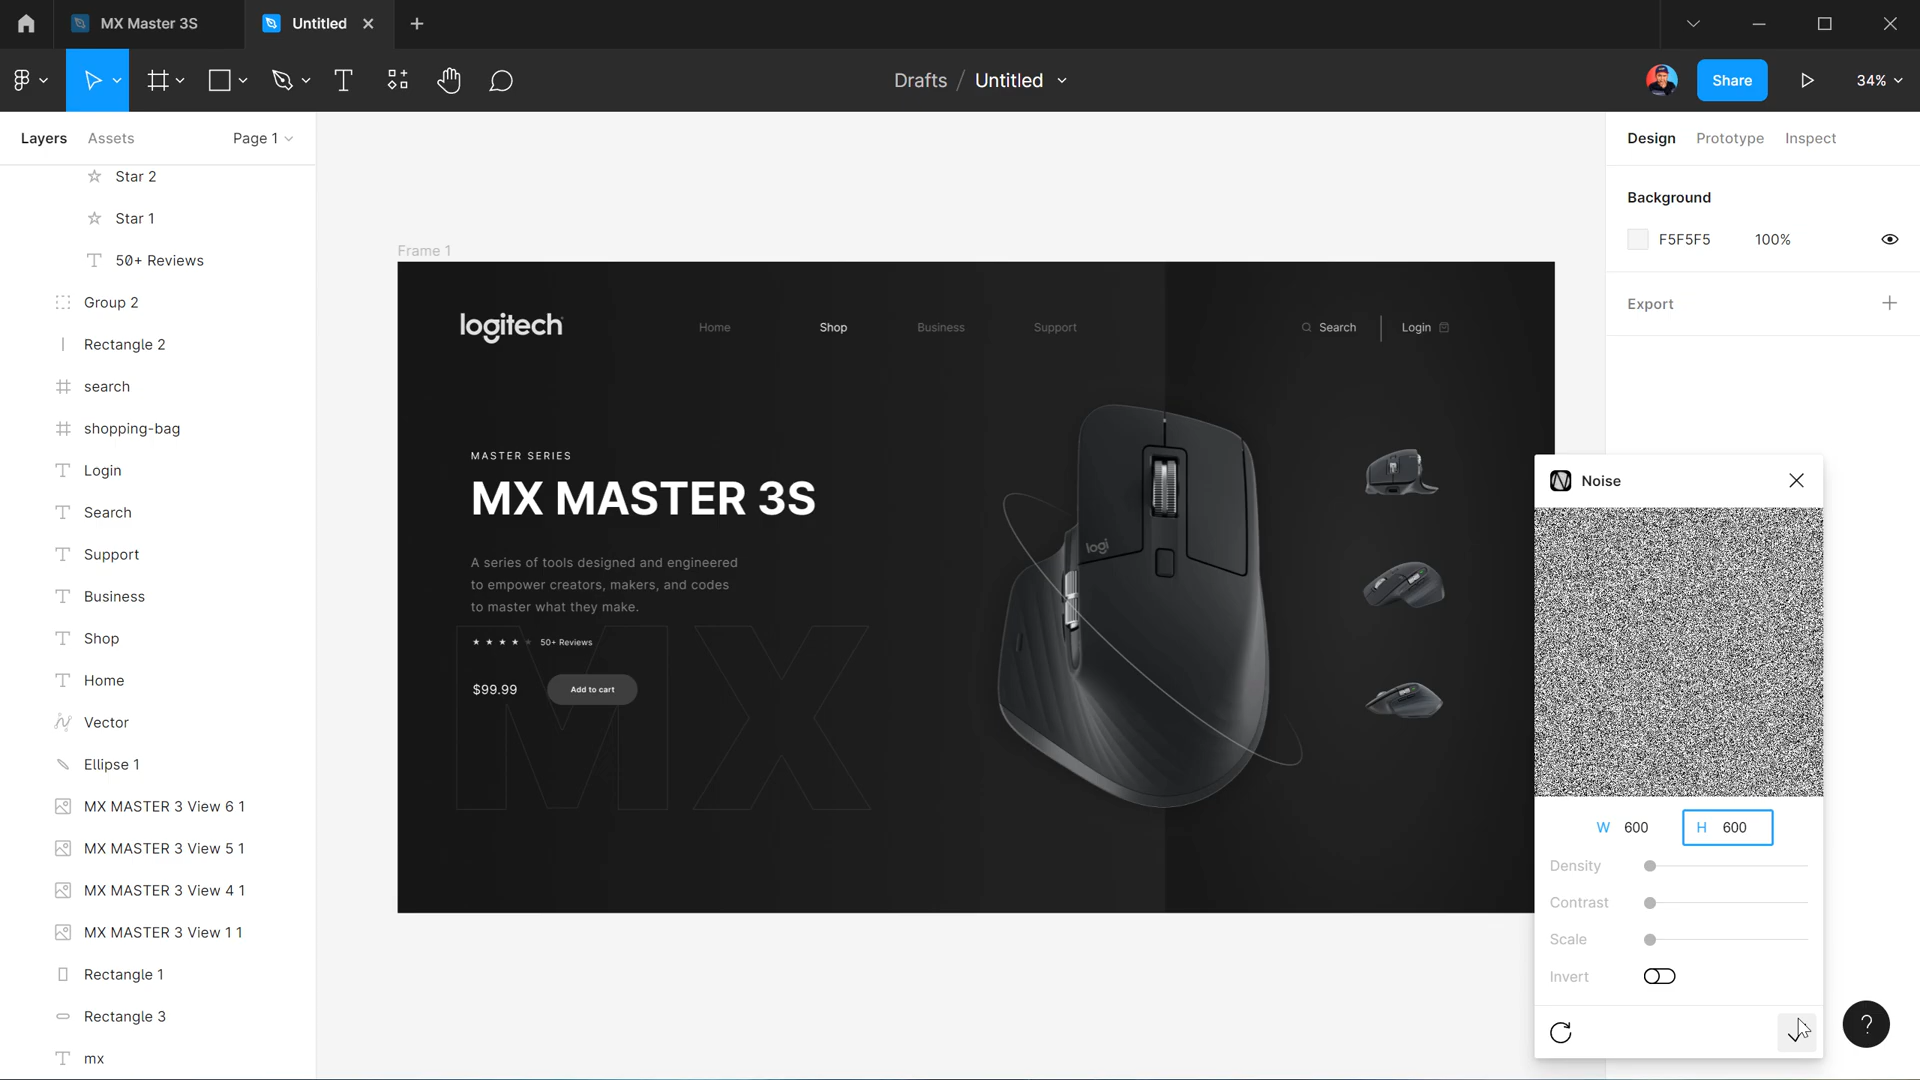 MX Master 3S
Untitled
Drafts / Untitled
Share
34%
Layers
Assets
Page 1
Star 2
Star 1
50+ Reviews
Group 2
Rectangle 2
search
shopping-bag
Login
Search
Support
Business
Shop
Home
Vector
Ellipse 1
MX MASTER 3 View 6 1
MX MASTER 3 View 5 1
MX MASTER 3 View 4 1
MX MASTER 3 View 1 1
Rectangle 1
Rectangle 3
mx
Frame 1
logitech
Home
Shop
Business
Support
Search
Login
MASTER SERIES
MX MASTER 3S
A series of tools designed and engineered
to empower creators, makers, and codes
to master what they make.
50+ Reviews
$99.99
Add to cart
MX
logi
Design
Prototype
Inspect
Background
F5F5F5
100%
Export
Noise
W 600
H 600
Density
Contrast
Scale
Invert
?